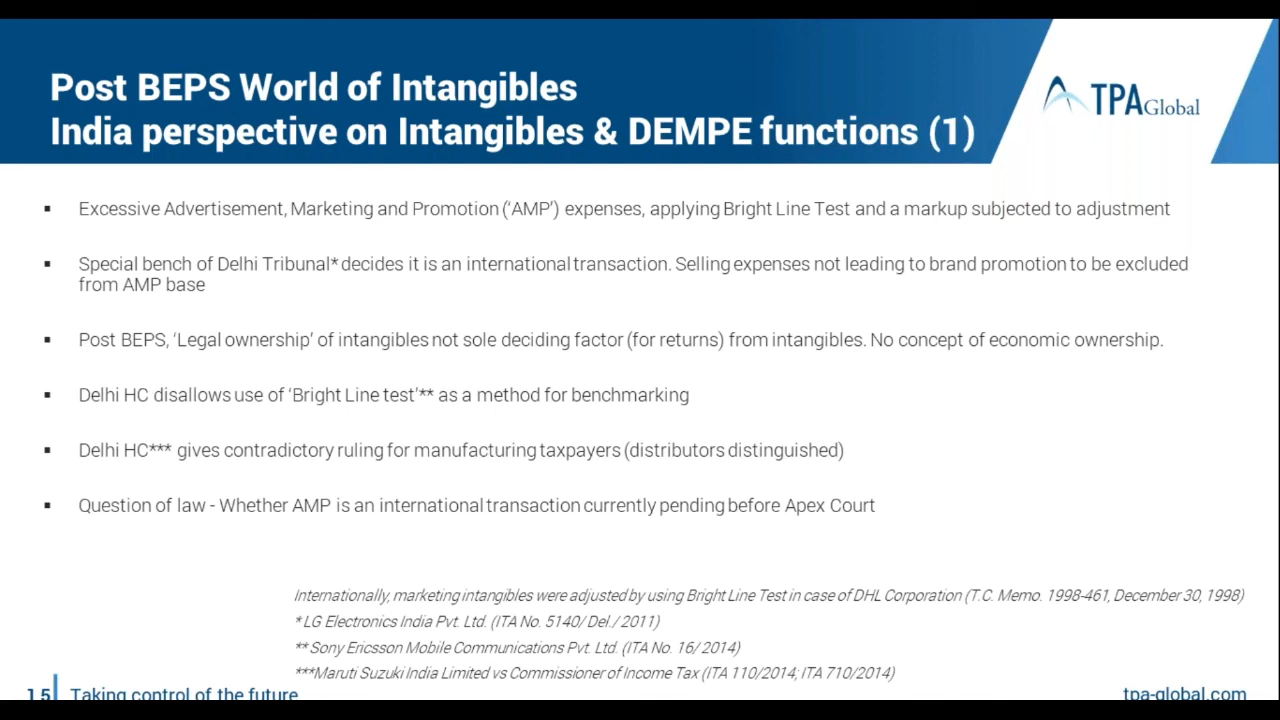 Post BEPS World of Intangibles
India perspective on Intangibles & DEMPE functions (1)
TPA Global
▪ Excessive Advertisement, Marketing and Promotion (‘AMP’) expenses, applying Bright Line Test and a markup subjected to adjustment
▪ Special bench of Delhi Tribunal* decides it is an international transaction. Selling expenses not leading to brand promotion to be excluded
from AMP base
▪ Post BEPS, ‘Legal ownership’ of intangibles not sole deciding factor (for returns) from intangibles. No concept of economic ownership.
▪ Delhi HC disallows use of ‘Bright Line test’** as a method for benchmarking
▪ Delhi HC*** gives contradictory ruling for manufacturing taxpayers (distributors distinguished)
▪ Question of law - Whether AMP is an international transaction currently pending before Apex Court
Internationally, marketing intangibles were adjusted by using Bright Line Test in case of DHL Corporation (T.C. Memo. 1998-461, December 30, 1998)
* LG Electronics India Pvt. Ltd. (ITA No. 5140/ Del./ 2011)
** Sony Ericsson Mobile Communications Pvt. Ltd. (ITA No. 16/ 2014)
***Maruti Suzuki India Limited vs Commissioner of Income Tax (ITA 110/2014; ITA 710/2014)
15 Taking control of the future
tpa-global.com